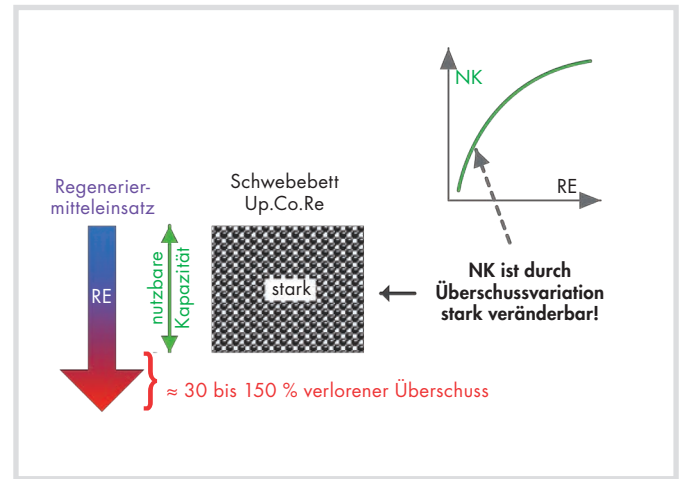 NK
RE
Regenerier-
mitteleinsatz
Schwebebett
Up.Co.Re
RE
nutzbare
Kapazität
stark
NK ist durch
Überschussvariation
stark veränderbar!
≈ 30 bis 150 % verlorener Überschuss